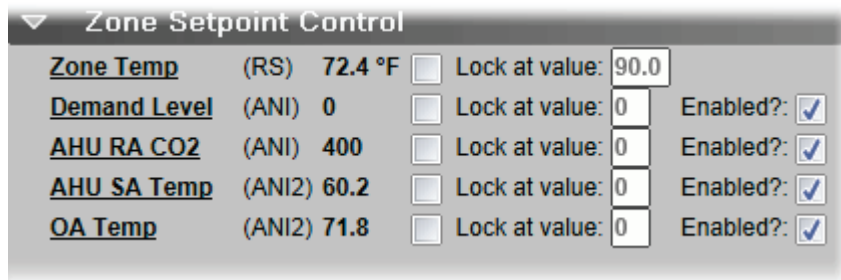 Zone Setpoint Control
Zone Temp (RS) 72.4 °F Lock at value: 90.0
Demand Level (ANI) 0 Lock at value: 0 Enabled?:
AHU RA CO2 (ANI) 400 Lock at value: 0 Enabled?:
AHU SA Temp (ANI2) 60.2 Lock at value: 0 Enabled?:
OA Temp (ANI2) 71.8 Lock at value: 0 Enabled?: